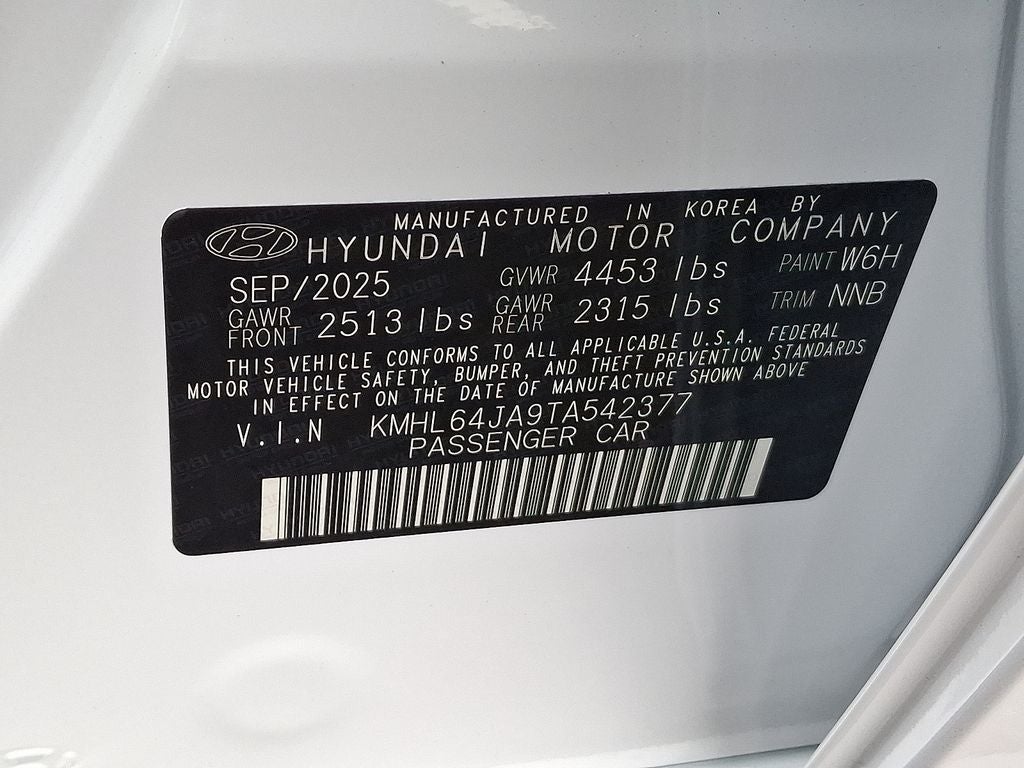 MANUFACTURED IN KOREA BY
HYUNDAI MOTOR COMPANY
SEP/2025 GVWR 4453 lbs PAINT W6H
GAWR FRONT 2513 lbs GAWR REAR 2315 lbs TRIM NNB
THIS VEHICLE CONFORMS TO ALL APPLICABLE U.S.A. FEDERAL
MOTOR VEHICLE SAFETY, BUMPER, AND THEFT PREVENTION STANDARDS
IN EFFECT ON THE DATE OF MANUFACTURE SHOWN ABOVE
V.I.N KMHL64JA9TA542377
PASSENGER CAR